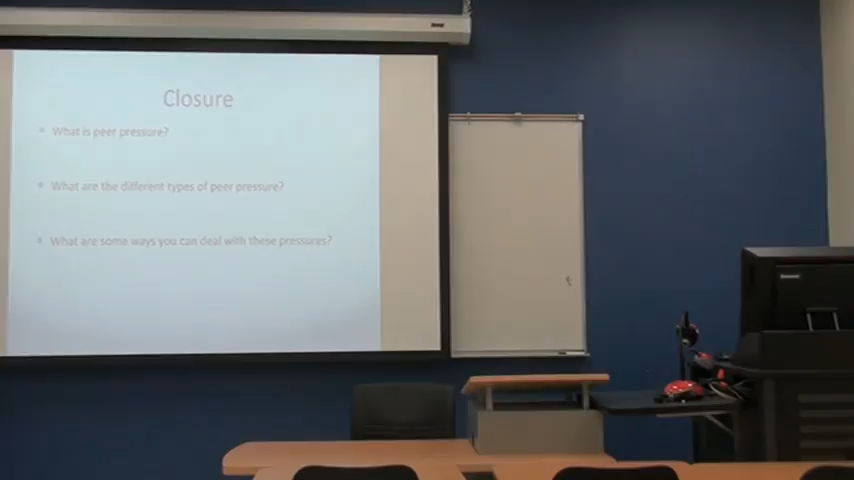 Closure
What is peer pressure?
What are the different types of peer pressure?
What are some ways you can deal with these pressures?